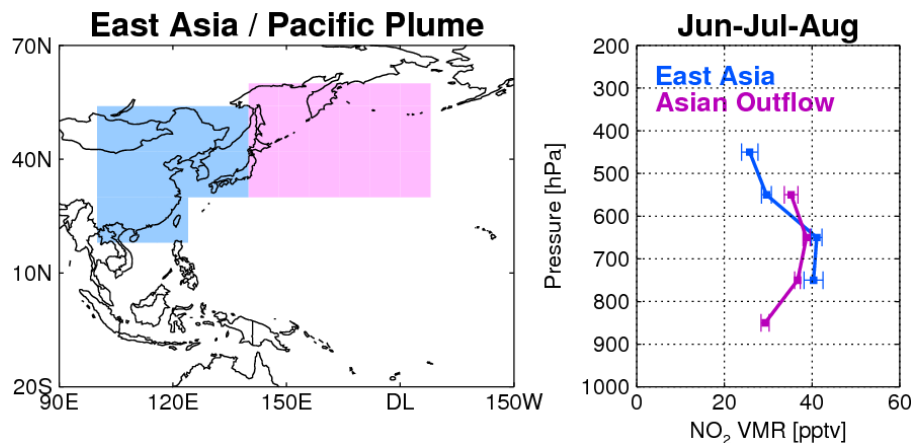 East Asia / Pacific Plume
70N
40N
10N
20S
90E
120E
150E
DL
150W
Jun-Jul-Aug
East Asia
Asian Outflow
Pressure [hPa]
200
300
400
500
600
700
800
900
1000
0
20
40
60
NO₂ VMR [pptv]